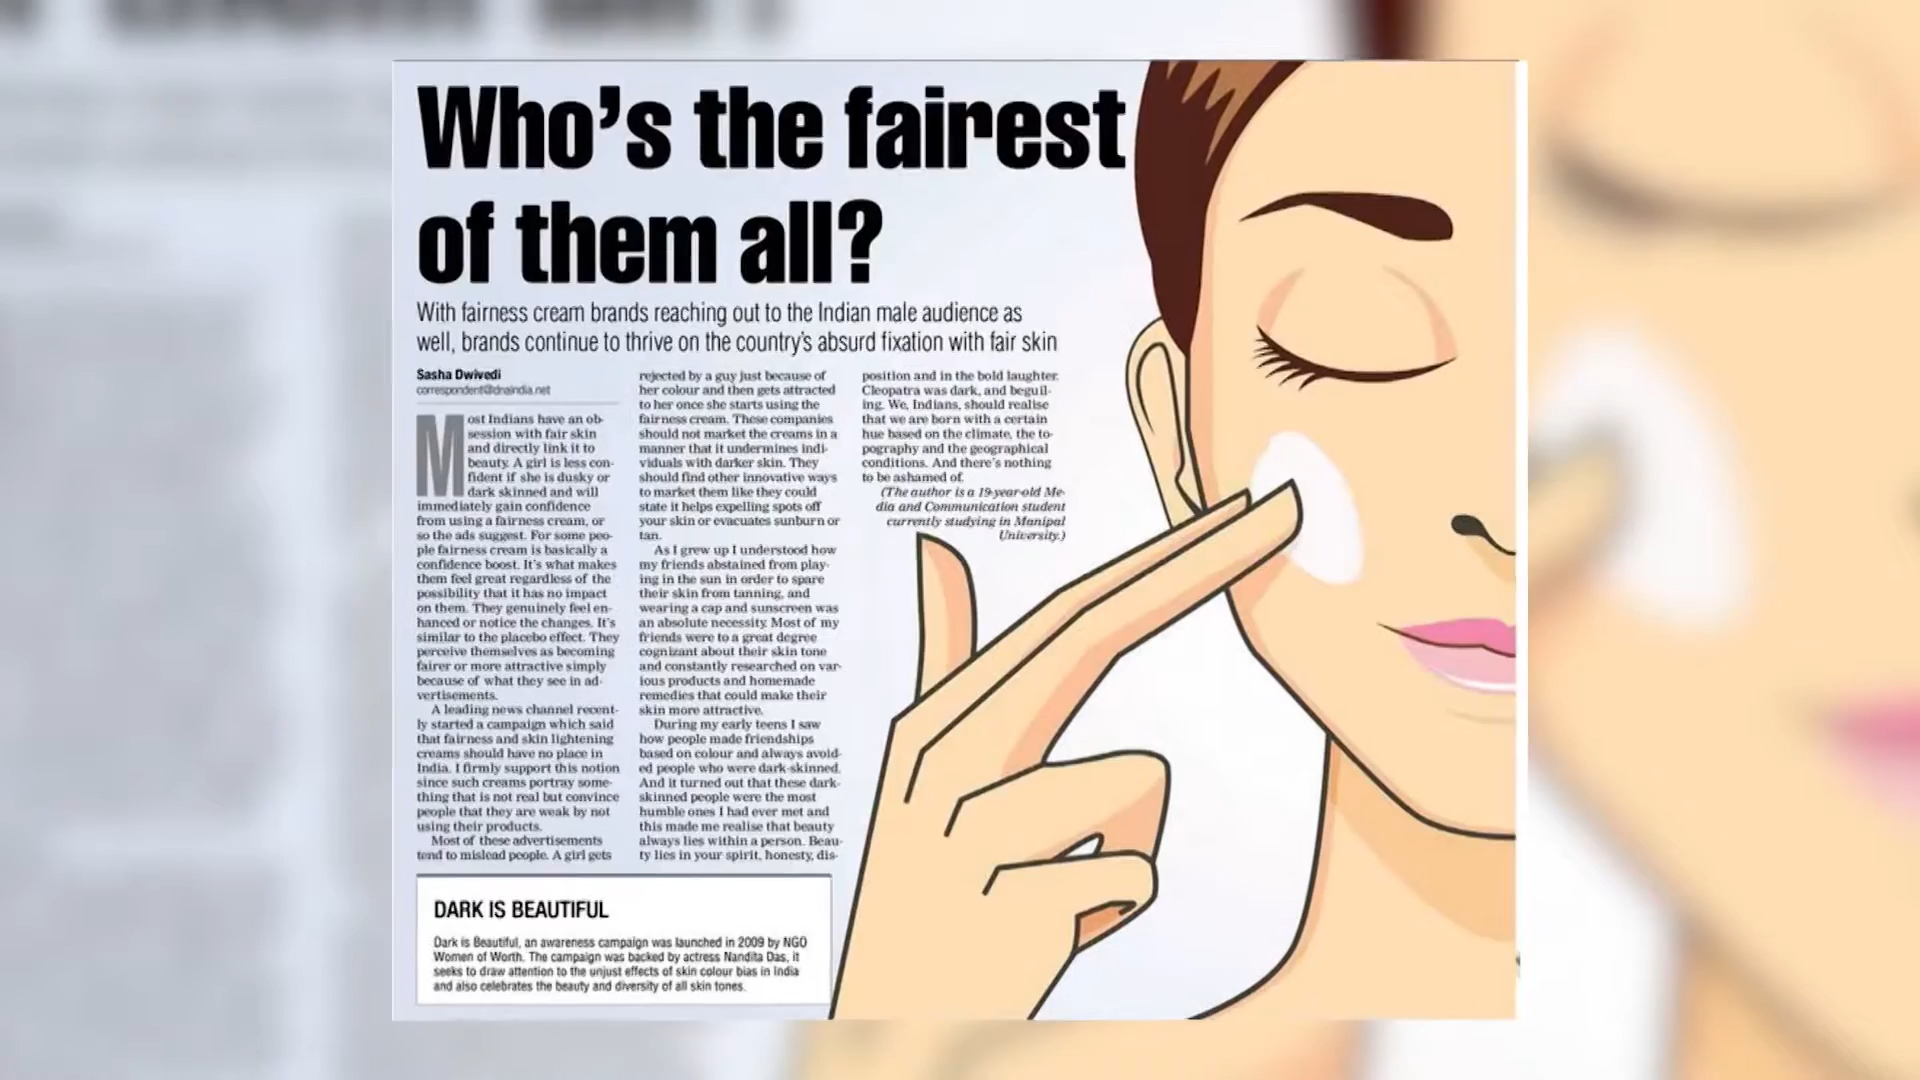 Who's the fairest
of them all?
With fairness cream brands reaching out to the Indian male audience as
well, brands continue to thrive on the country's absurd fixation with fair skin
Sasha Dwivedi
correspondent@dnaindia.net
Most Indians have an ob-
session with fair skin
and directly link it to
beauty. A girl is less con-
fident if she is dusky or
dark skinned and will
immediately gain confidence
from using a fairness cream, or
so the ads suggest. For some peo-
ple fairness cream is basically a
confidence boost. It's what makes
them feel great regardless of the
possibility that it has no impact
on them. They genuinely feel en-
hanced or notice the changes. It's
similar to the placebo effect. They
perceive themselves as becoming
fairer or more attractive simply
because of what they see in ad-
vertisements.
A leading news channel recent-
ly started a campaign which said
that fairness and skin lightening
creams should have no place in
India. I firmly support this notion
since such creams portray some-
thing that is not real but convince
people that they are weak by not
using their products.
Most of these advertisements
tend to mislead people. A girl gets
rejected by a guy just because of
her colour and then gets attracted
to her once she starts using the
fairness cream. These companies
should not market the creams in a
manner that it undermines indi-
viduals with darker skin. They
should find other innovative ways
to market them like they could
state it helps expelling spots off
your skin or evacuates sunburn or
tan.
As I grew up I understood how
my friends abstained from play-
ing in the sun in order to spare
their skin from tanning, and
wearing a cap and sunscreen was
an absolute necessity. Most of my
friends were to a great degree
cognizant about their skin tone
and constantly researched on var-
ious products and homemade
remedies that could make their
skin more attractive.
During my early teens I saw
how people made friendships
based on colour and always avoid-
ed people who were dark-skinned.
And it turned out that these dark-
skinned people were the most
humble ones I had ever met and
this made me realise that beauty
always lies within a person. Beau-
ty lies in your spirit, honesty, dis-
position and in the bold laughter.
Cleopatra was dark, and beguil-
ing. We, Indians, should realise
that we are born with a certain
hue based on the climate, the to-
pography and the geographical
conditions. And there's nothing
to be ashamed of.
(The author is a 19-year-old Me-
dia and Communication student
currently studying in Manipal
University.)
DARK IS BEAUTIFUL
Dark is Beautiful, an awareness campaign was launched in 2009 by NGO
Women of Worth. The campaign was backed by actress Nandita Das, it
seeks to draw attention to the unjust effects of skin colour bias in India
and also celebrates the beauty and diversity of all skin tones.